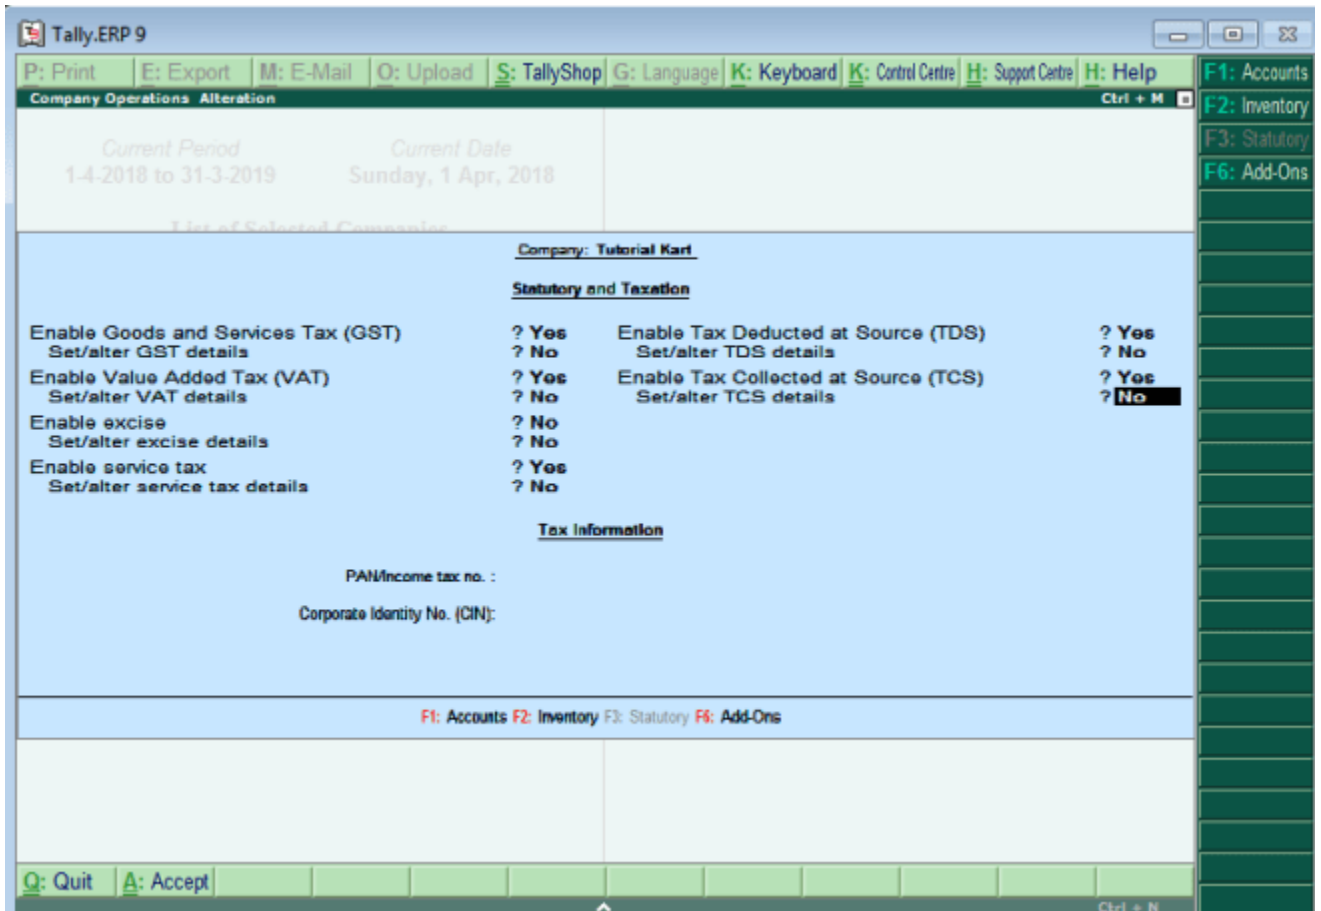 Tally.ERP 9
P: Print E: Export M: E-Mail O: Upload S: TallyShop G: Language K: Keyboard K: Control Centre H: Support Centre H: Help
F1: Accounts
Company Operations Alteration Ctrl + M
F2: Inventory
F3: Statutory
F6: Add-Ons
Current Period Current Date
1-4-2018 to 31-3-2019 Sunday, 1 Apr, 2018
List of Selected Companies
Company: Tutorial Kart
Statutory and Taxation
Enable Goods and Services Tax (GST) ? Yes Enable Tax Deducted at Source (TDS) ? Yes
Set/alter GST details ? No Set/alter TDS details ? No
Enable Value Added Tax (VAT) ? Yes Enable Tax Collected at Source (TCS) ? Yes
Set/alter VAT details ? No Set/alter TCS details ? No
Enable excise ? No
Set/alter excise details ? No
Enable service tax ? Yes
Set/alter service tax details ? No
Tax Information
PAN/Income tax no. :
Corporate Identity No. (CIN):
F1: Accounts F2: Inventory F3: Statutory F6: Add-Ons
Q: Quit A: Accept
Ctrl + N